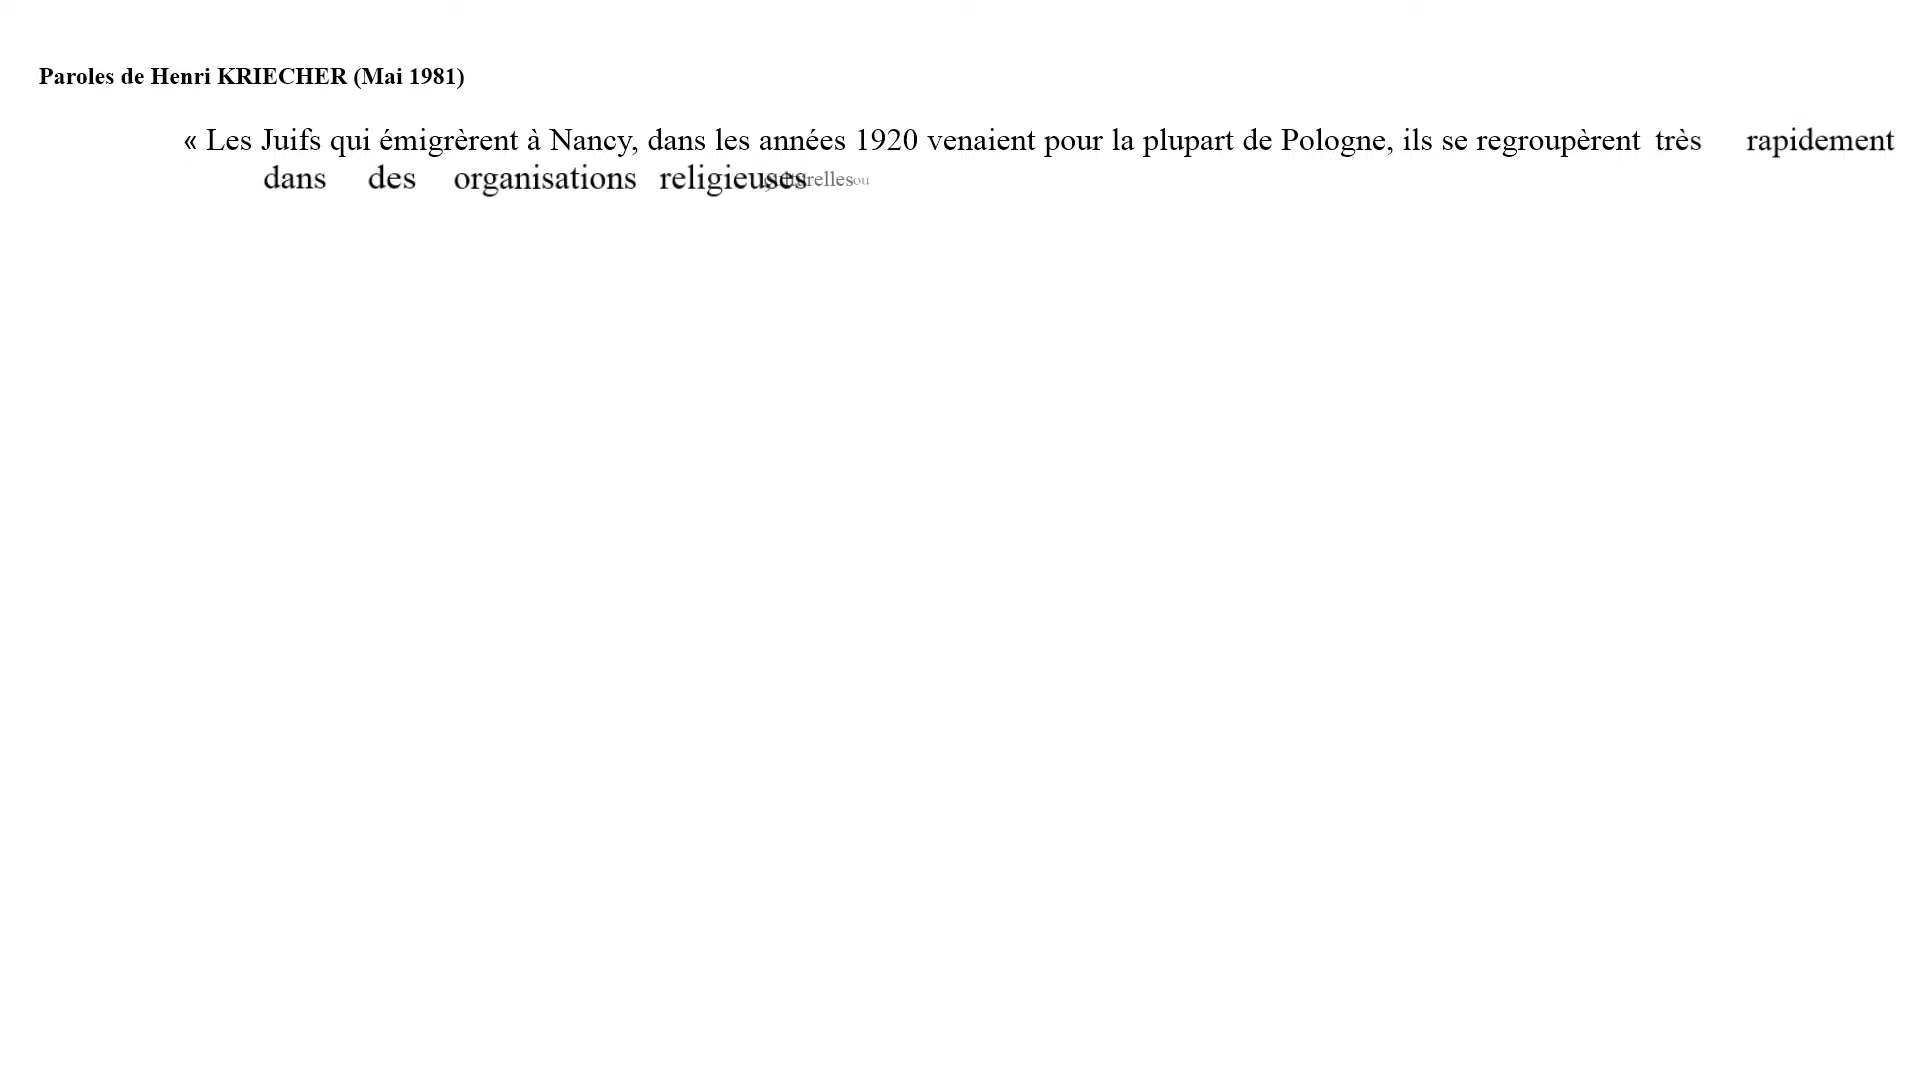 Paroles de Henri KRIECHER (Mai 1981)
« Les Juifs qui émigrèrent à Nancy, dans les années 1920 venaient pour la plupart de Pologne, ils se regroupèrent très rapidement
dans des organisations religieuses ou